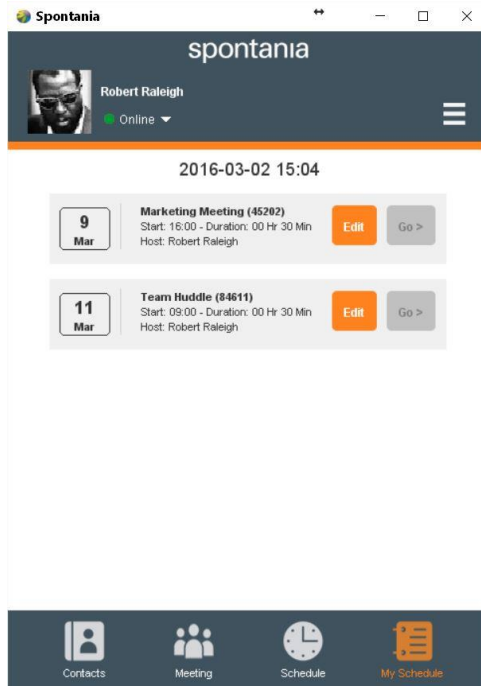 Spontania
spontania
Robert Raleigh
Online
2016-03-02 15:04
9
Mar
Marketing Meeting (45202)
Start: 16:00 - Duration: 00 Hr 30 Min
Host: Robert Raleigh
Edit
Go >
11
Mar
Team Huddle (84611)
Start: 09:00 - Duration: 00 Hr 30 Min
Host: Robert Raleigh
Edit
Go >
Contacts
Meeting
Schedule
My Schedule